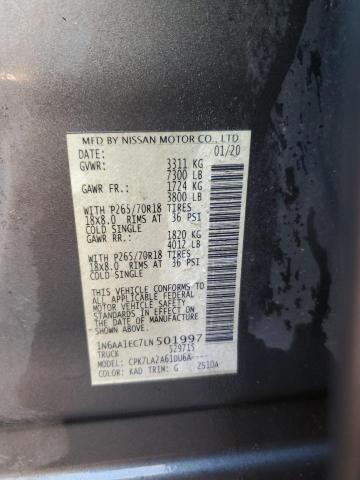 MFD BY NISSAN MOTOR CO., LTD.
DATE: 01/20
GVWR: 3311 KG
7300 LB
GAWR FR.: 1724 KG
3800 LB
WITH P265/70R18 TIRES
18X8.0 RIMS AT 36 PSI
COLD SINGLE
GAWR RR.: 1820 KG
4012 LB
WITH P265/70R18 TIRES
18X8.0 RIMS AT 36 PSI
COLD SINGLE
THIS VEHICLE CONFORMS TO ALL
APPLICABLE FEDERAL MOTOR VEHICLE
SAFETY STANDARDS IN EFFECT ON
THE DATE OF MANUFACTURE SHOWN
ABOVE.
1N6AA1EC7LN501997
TRUCK 529715
MODEL: CPK7LA2A61DU6A----
COLOR: KAD TRIM: G 2510A